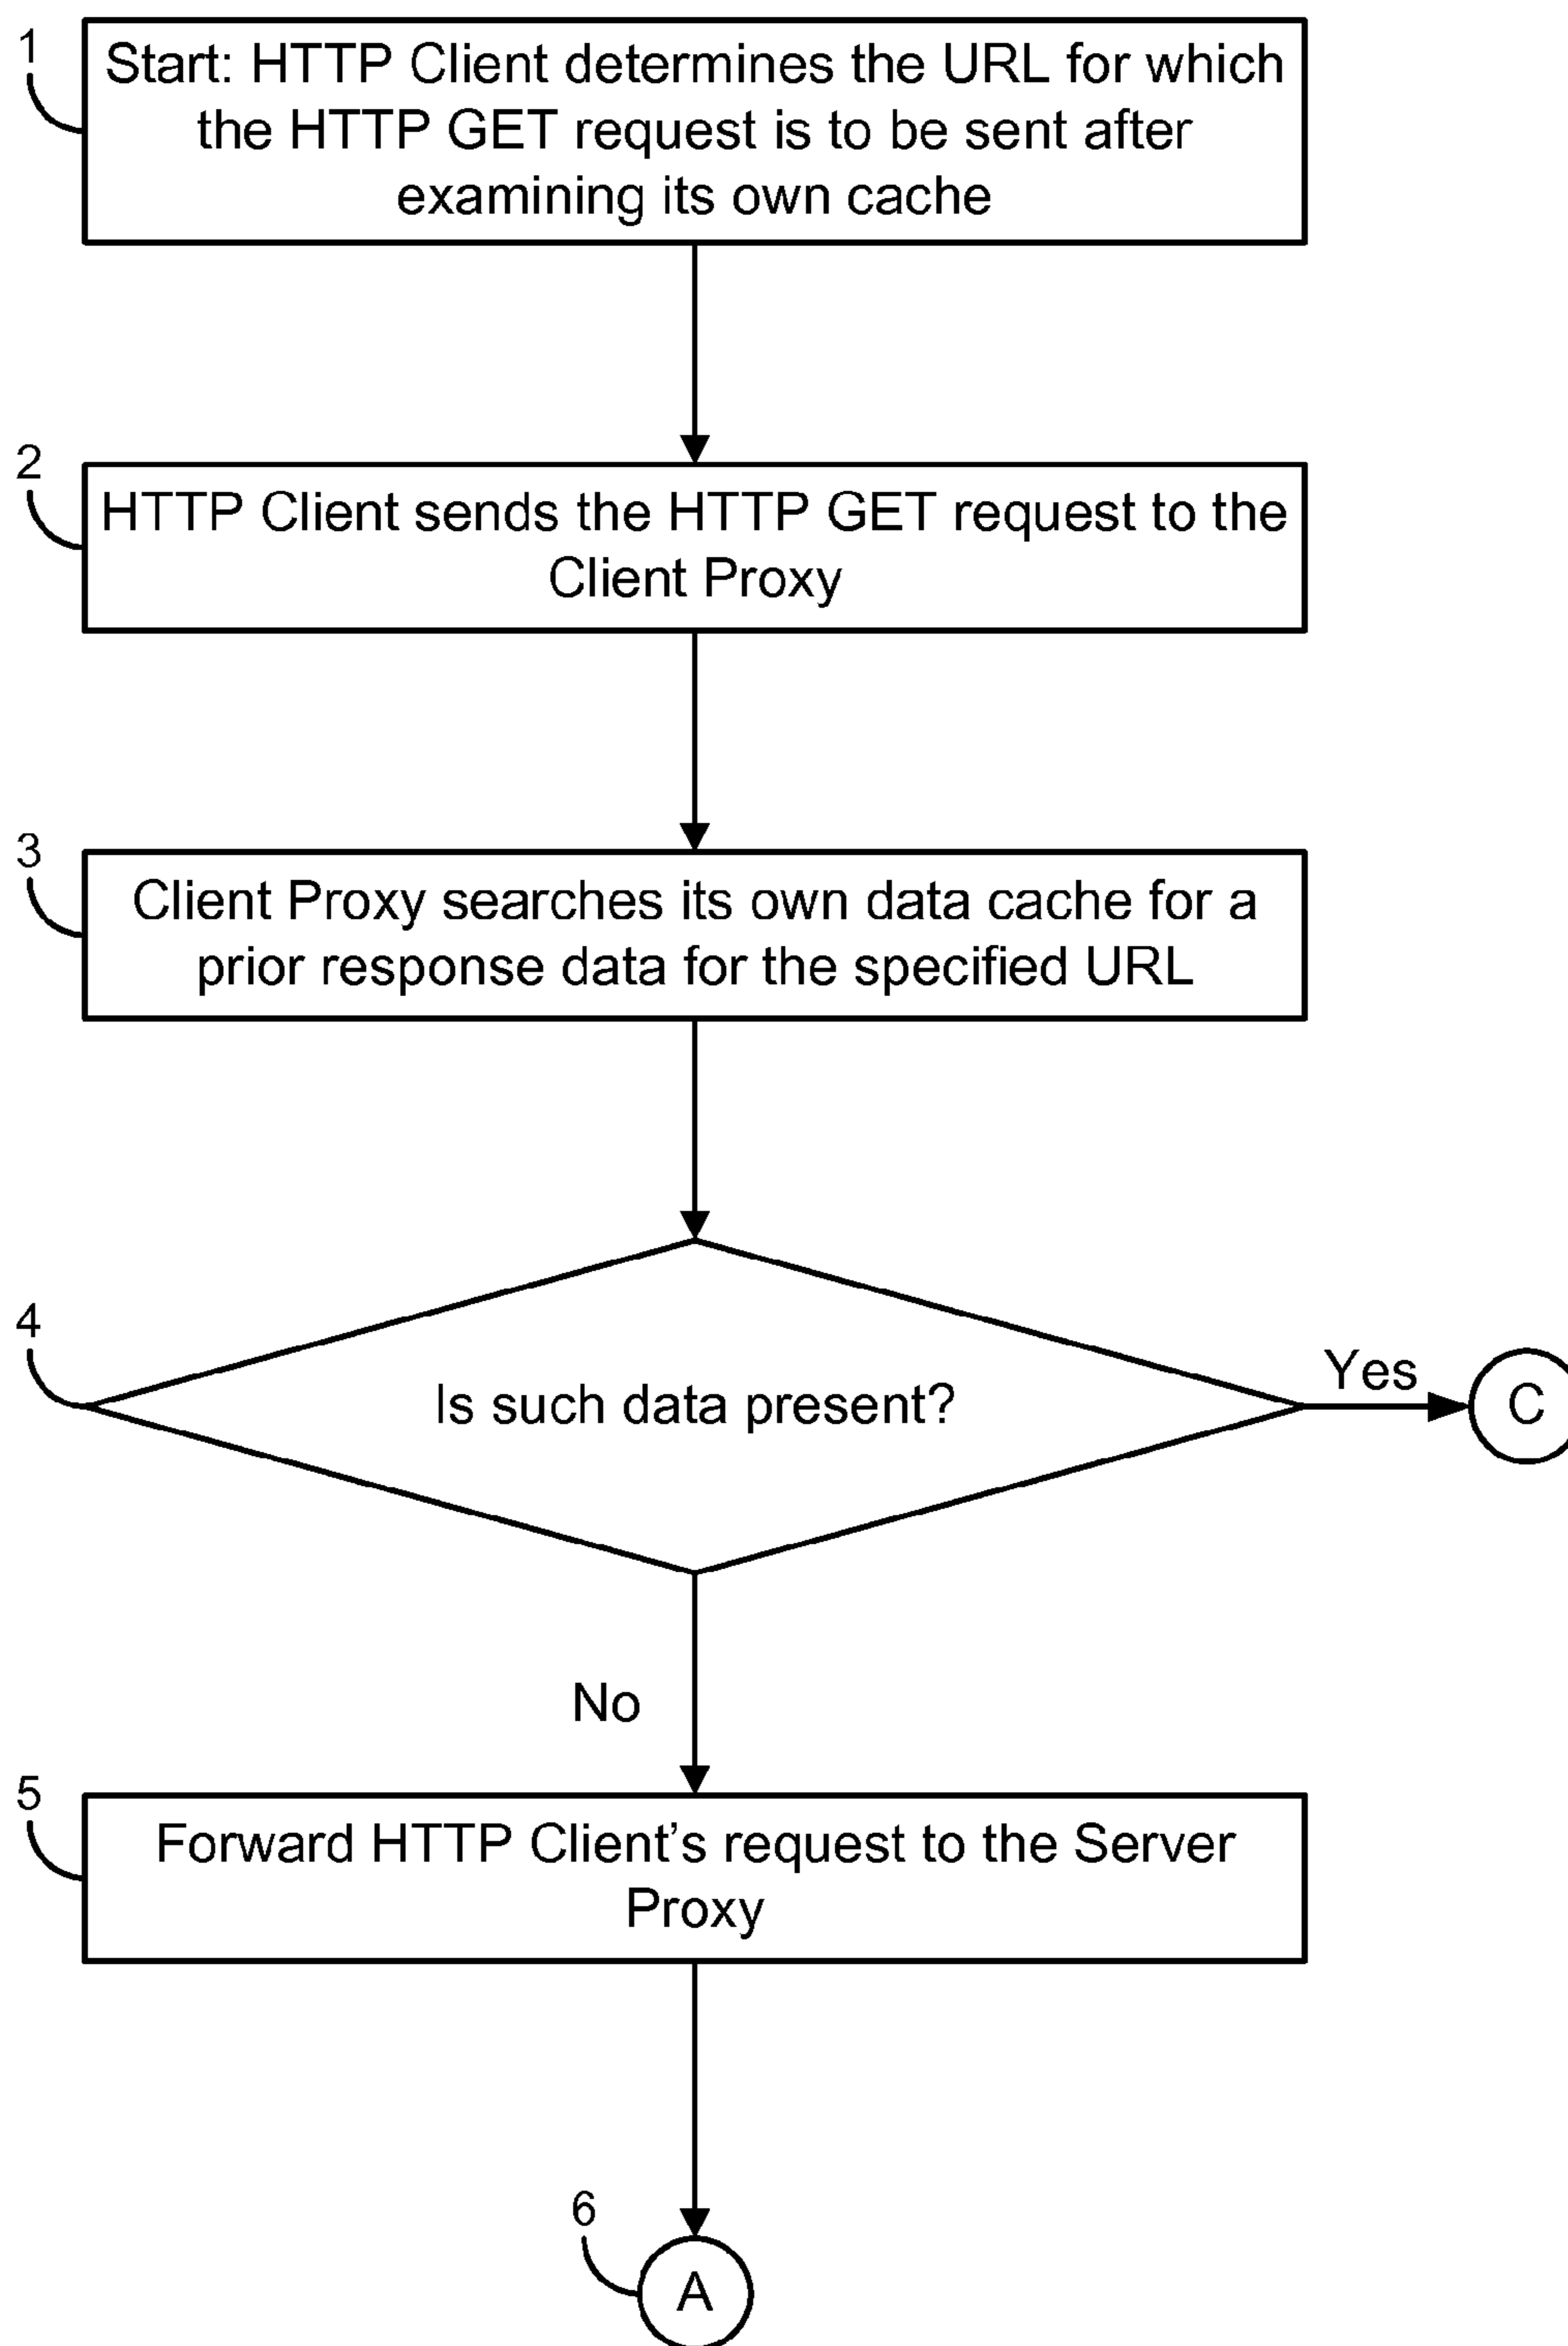 1
Start: HTTP Client determines the URL for which
the HTTP GET request is to be sent after
examining its own cache
2
HTTP Client sends the HTTP GET request to the
Client Proxy
3
Client Proxy searches its own data cache for a
prior response data for the specified URL
4
Is such data present?
Yes
C
No
5
Forward HTTP Client’s request to the Server
Proxy
6
A